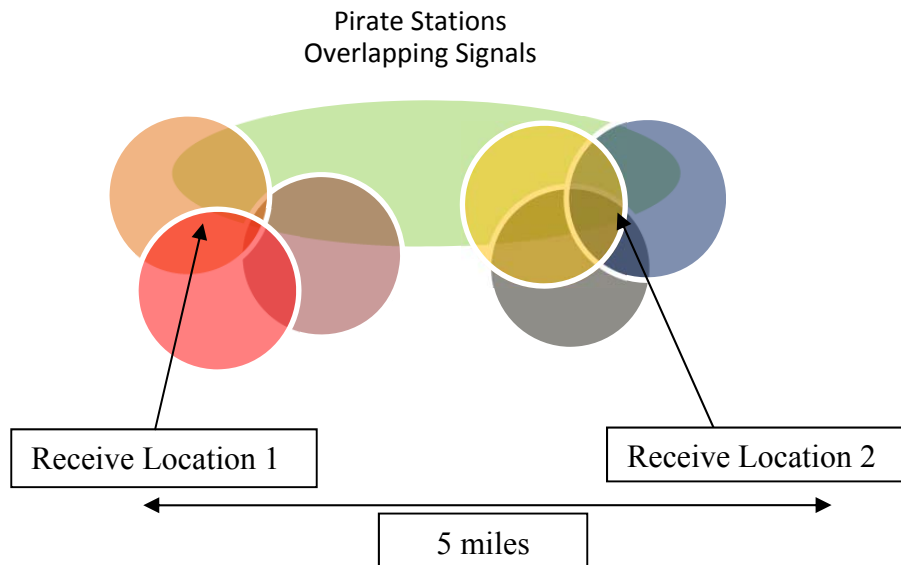 Pirate Stations
Overlapping Signals
Receive Location 1
Receive Location 2
5 miles